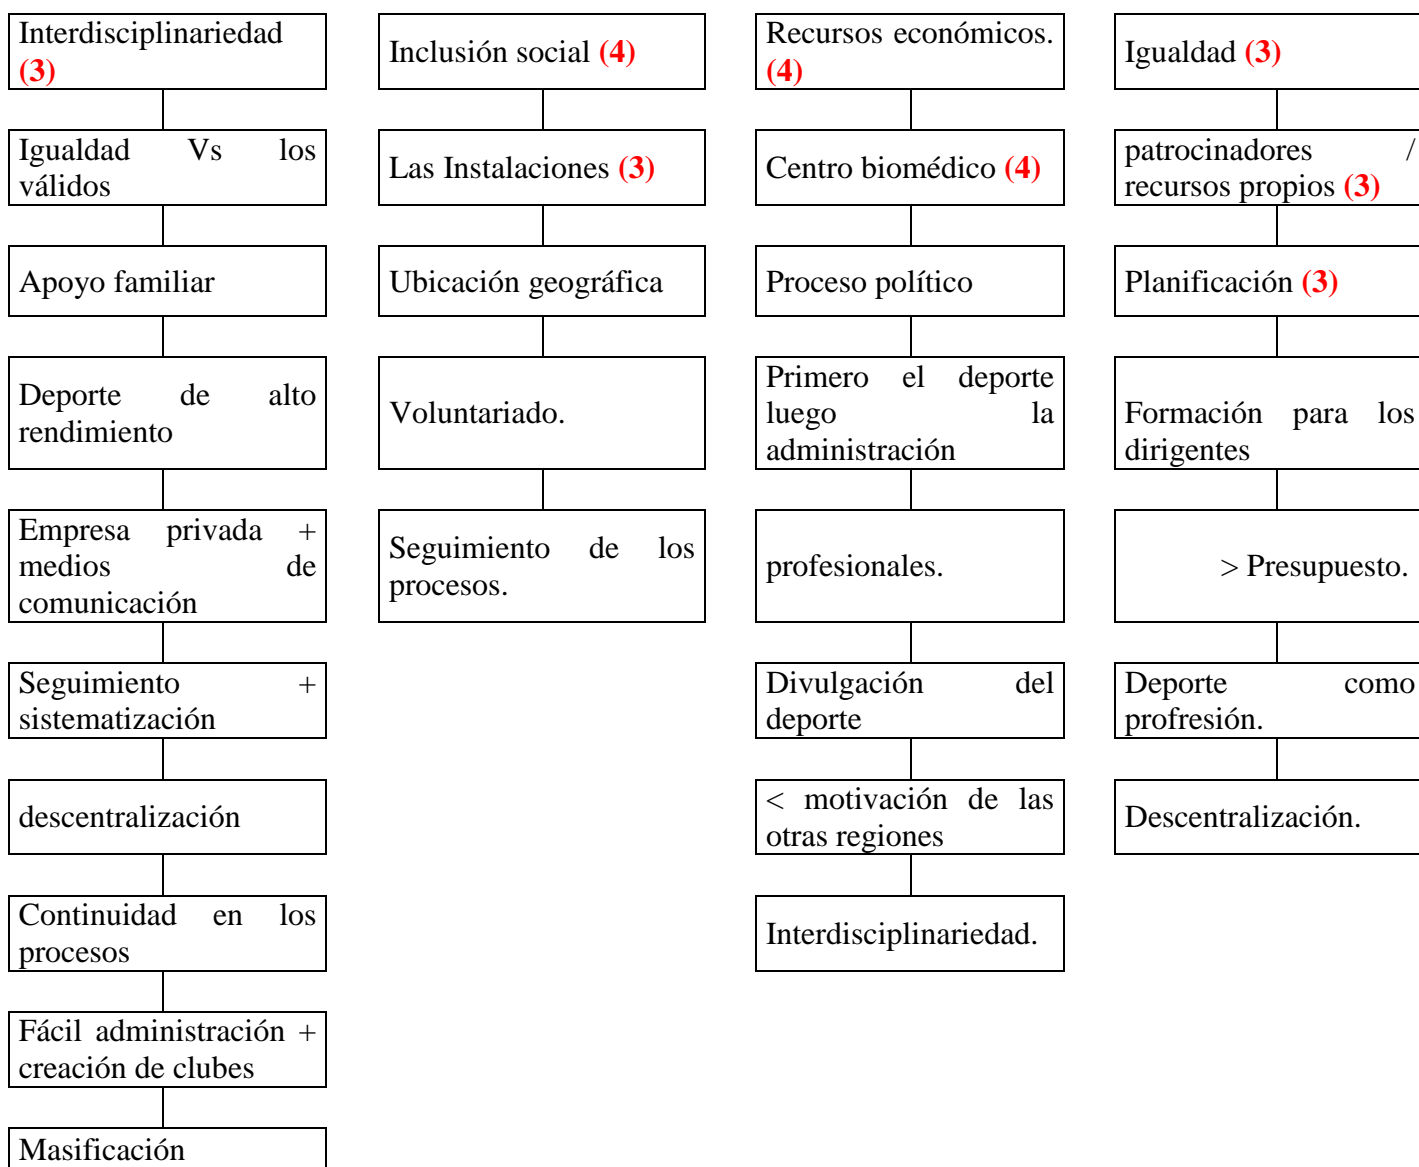 Interdisciplinariedad
(3)
Igualdad Vs los
válidos
Apoyo familiar
Deporte de alto
rendimiento
Empresa privada +
medios de
comunicación
Seguimiento +
sistematización
descentralización
Continuidad en los
procesos
Fácil administración +
creación de clubes
Masificación
Inclusión social (4)
Las Instalaciones (3)
Ubicación geográfica
Voluntariado.
Seguimiento de los
procesos.
Recursos económicos.
(4)
Centro biomédico (4)
Proceso político
Primero el deporte
luego la
administración
profesionales.
Divulgación del
deporte
< motivación de las
otras regiones
Interdisciplinariedad.
Igualdad (3)
patrocinadores /
recursos propios (3)
Planificación (3)
Formación para los
dirigentes
> Presupuesto.
Deporte como
profresión.
Descentralización.